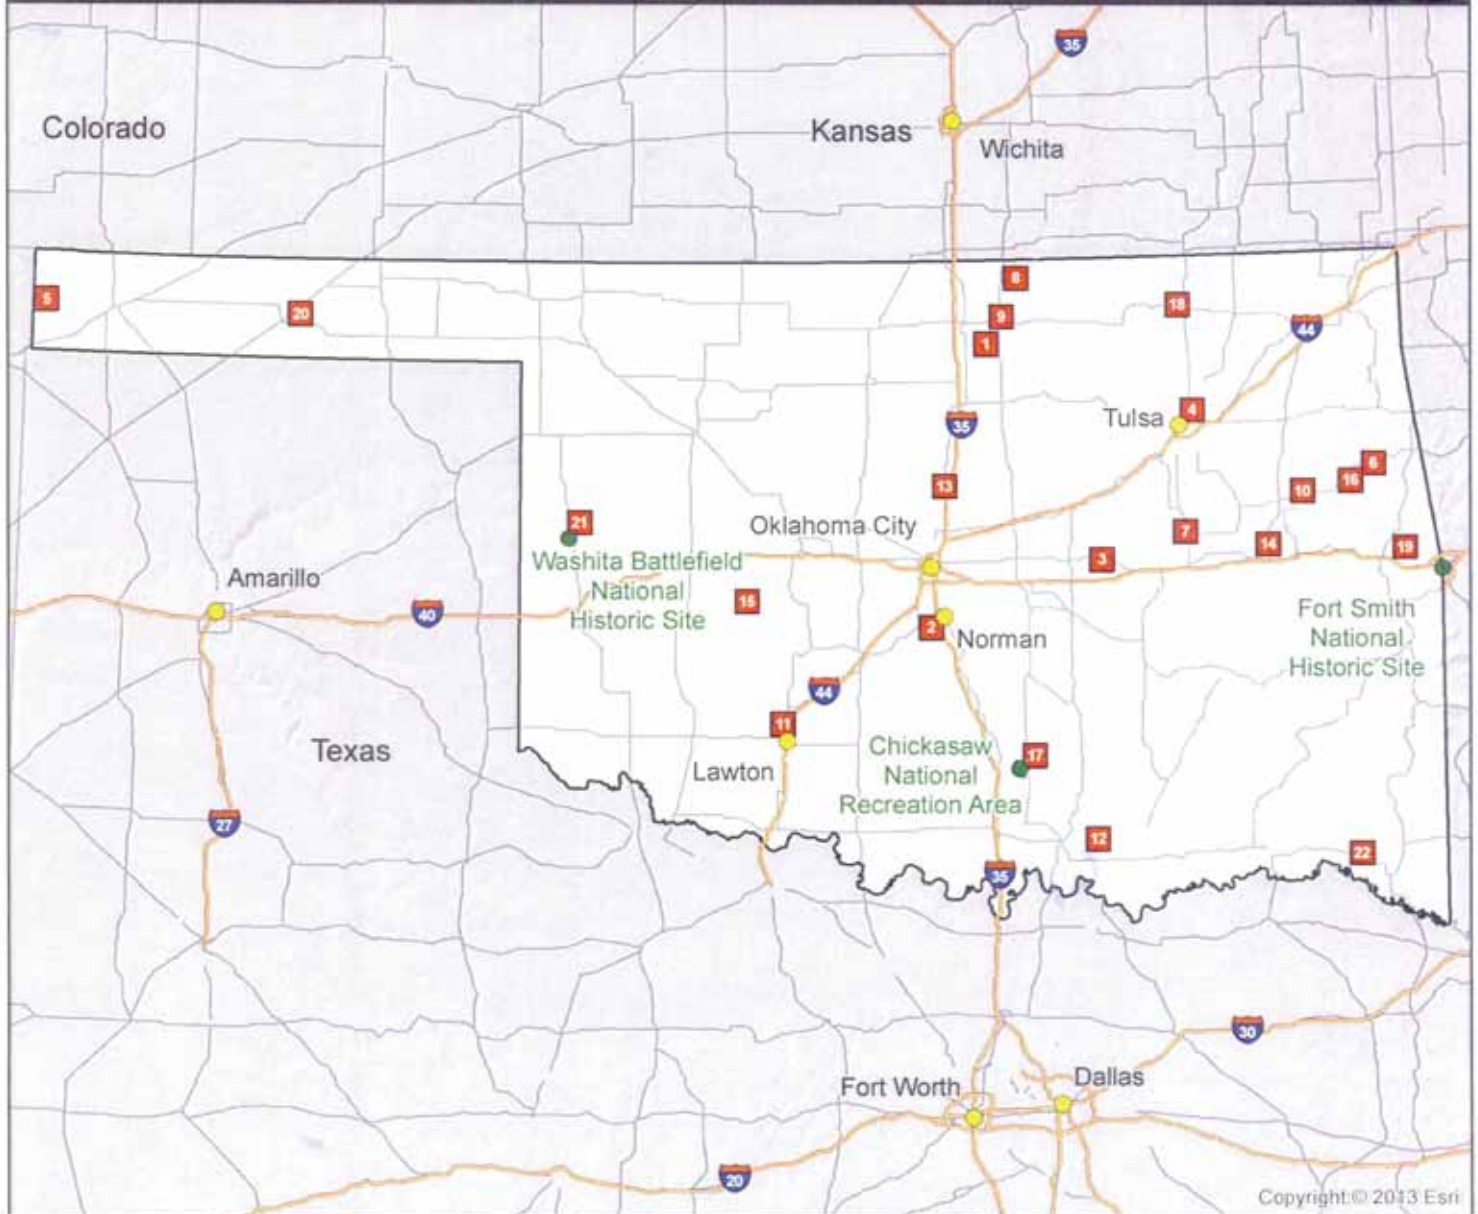 35
Colorado
Kansas
Wichita
8
5
20
18
9
44
1
4
Tulsa
35
6
13
16
10
21
Oklahoma City
7
14
19
3
Washita Battlefield
National
Historic Site
Amarillo
15
40
Fort Smith
National
Historic Site
2
Norman
44
11
Texas
Chickasaw
National
Recreation Area
17
Lawton
27
12
22
35
30
Fort Worth
Dallas
20
Copyright:© 2013 Esri